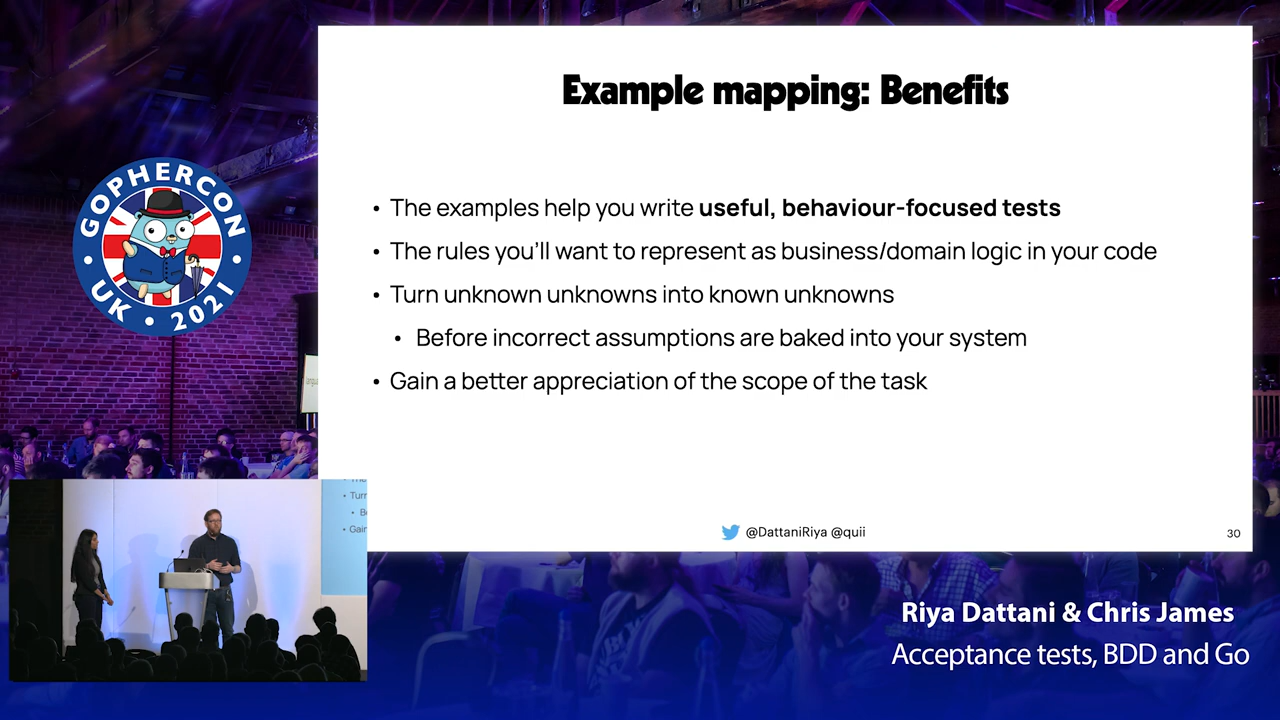 Example mapping: Benefits
GOPHERCON
UK • 2021
• The examples help you write useful, behaviour-focused tests
• The rules you'll want to represent as business/domain logic in your code
• Turn unknown unknowns into known unknowns
• Before incorrect assumptions are baked into your system
• Gain a better appreciation of the scope of the task
• Turn
• Gain
@DattaniRiya @quii
30
Riya Dattani & Chris James
Acceptance tests, BDD and Go